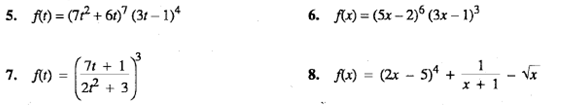 5. f(t) = (7t² + 6t)⁷ (3t – 1)⁴
6. f(x) = (5x – 2)⁶ (3x – 1)³
7. f(t) = ((7t + 1)/(2t² + 3))³
8. f(x) = (2x – 5)⁴ + 1/(x + 1) – √x